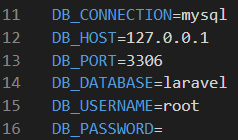 11 DB_CONNECTION=mysql
12 DB_HOST=127.0.0.1
13 DB_PORT=3306
14 DB_DATABASE=laravel
15 DB_USERNAME=root
16 DB_PASSWORD=